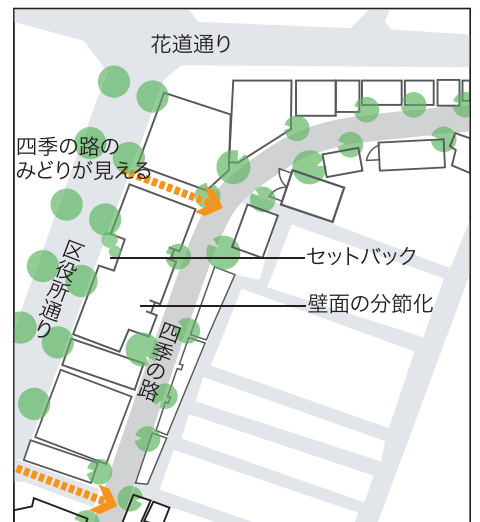 花道通り
四季の路の
みどりが見える
区役所通り
セットバック
壁面の分節化
四季の路